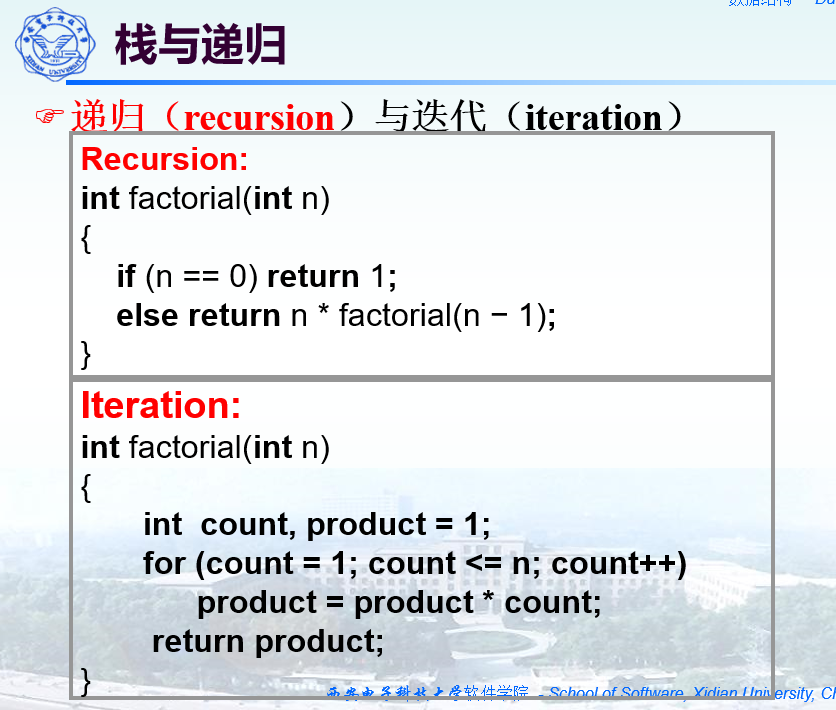 数据结构
栈与递归
递归（recursion）与迭代（iteration）
Recursion:
int factorial(int n)
{
if (n == 0) return 1;
else return n * factorial(n − 1);
}
Iteration:
int factorial(int n)
{
int count, product = 1;
for (count = 1; count <= n; count++)
product = product * count;
return product;
}
西安电子科技大学软件学院 - School of Software, Xidian University,